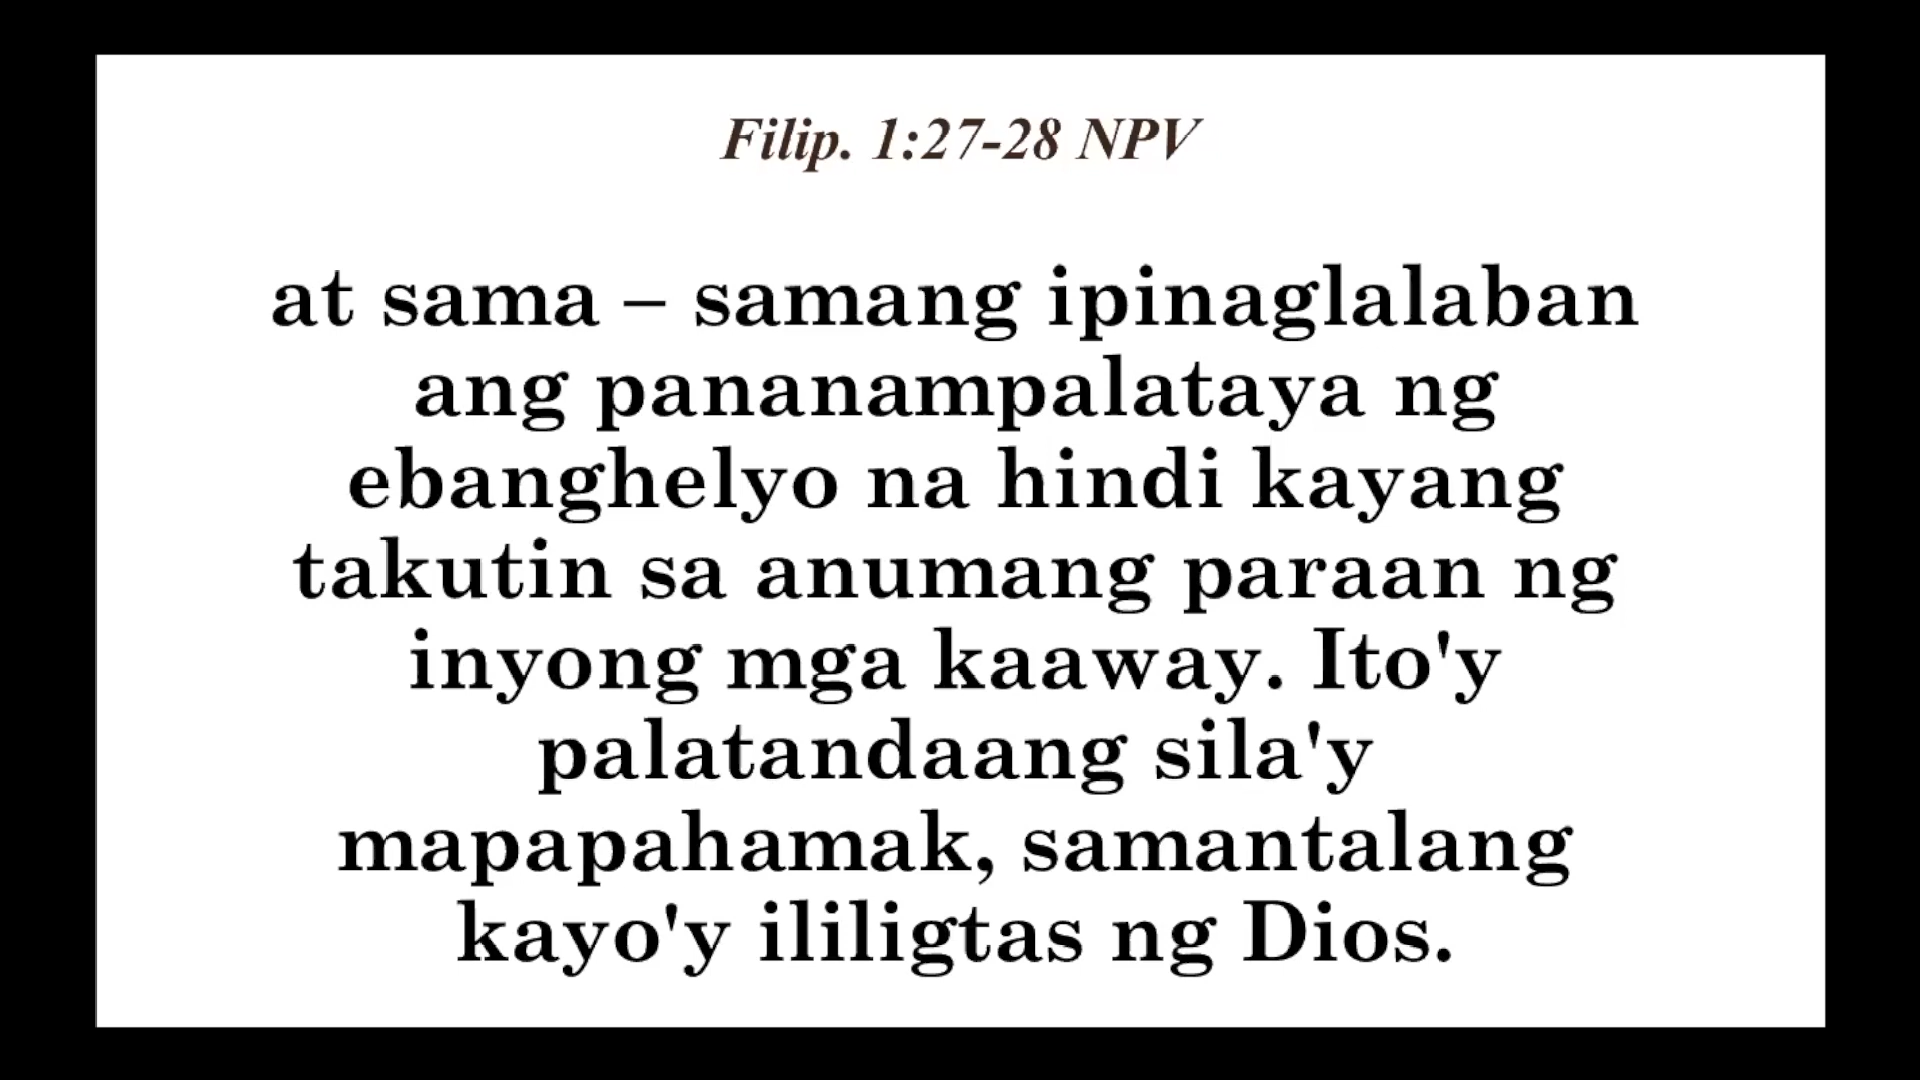 Filip. 1:27-28 NPV
at sama – samang ipinaglalaban
ang pananampalataya ng
ebanghelyo na hindi kayang
takutin sa anumang paraan ng
inyong mga kaaway. Ito'y
palatandaang sila'y
mapapahamak, samantalang
kayo'y ililigtas ng Dios.